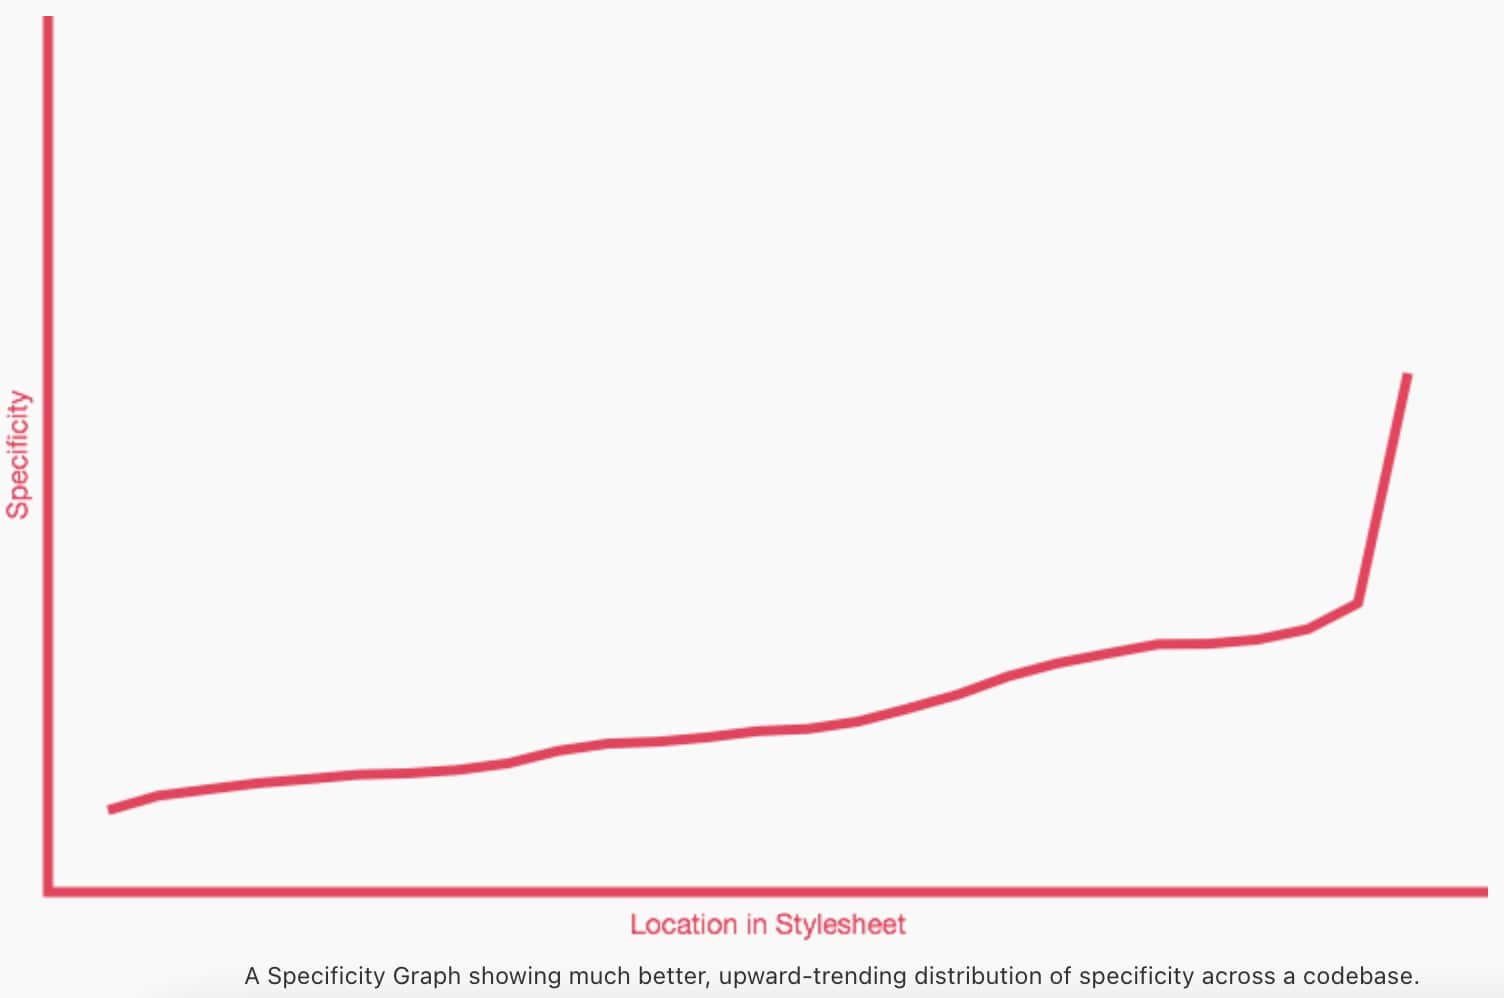 Specificity
Location in Stylesheet
A Specificity Graph showing much better, upward-trending distribution of specificity across a codebase.